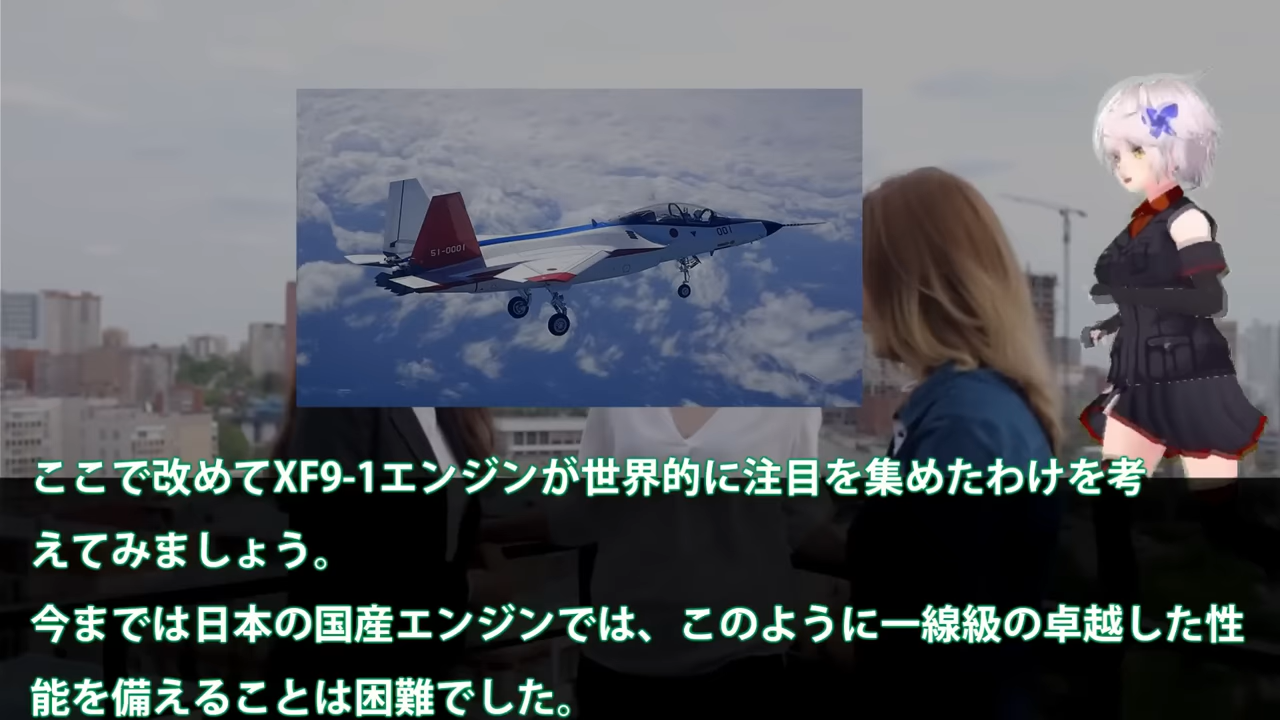 51-0001
001
ここで改めてXF9-1エンジンが世界的に注目を集めたわけを考
えてみましょう。
今までは日本の国産エンジンでは、このように一線級の卓越した性
能を備えることは困難でした。